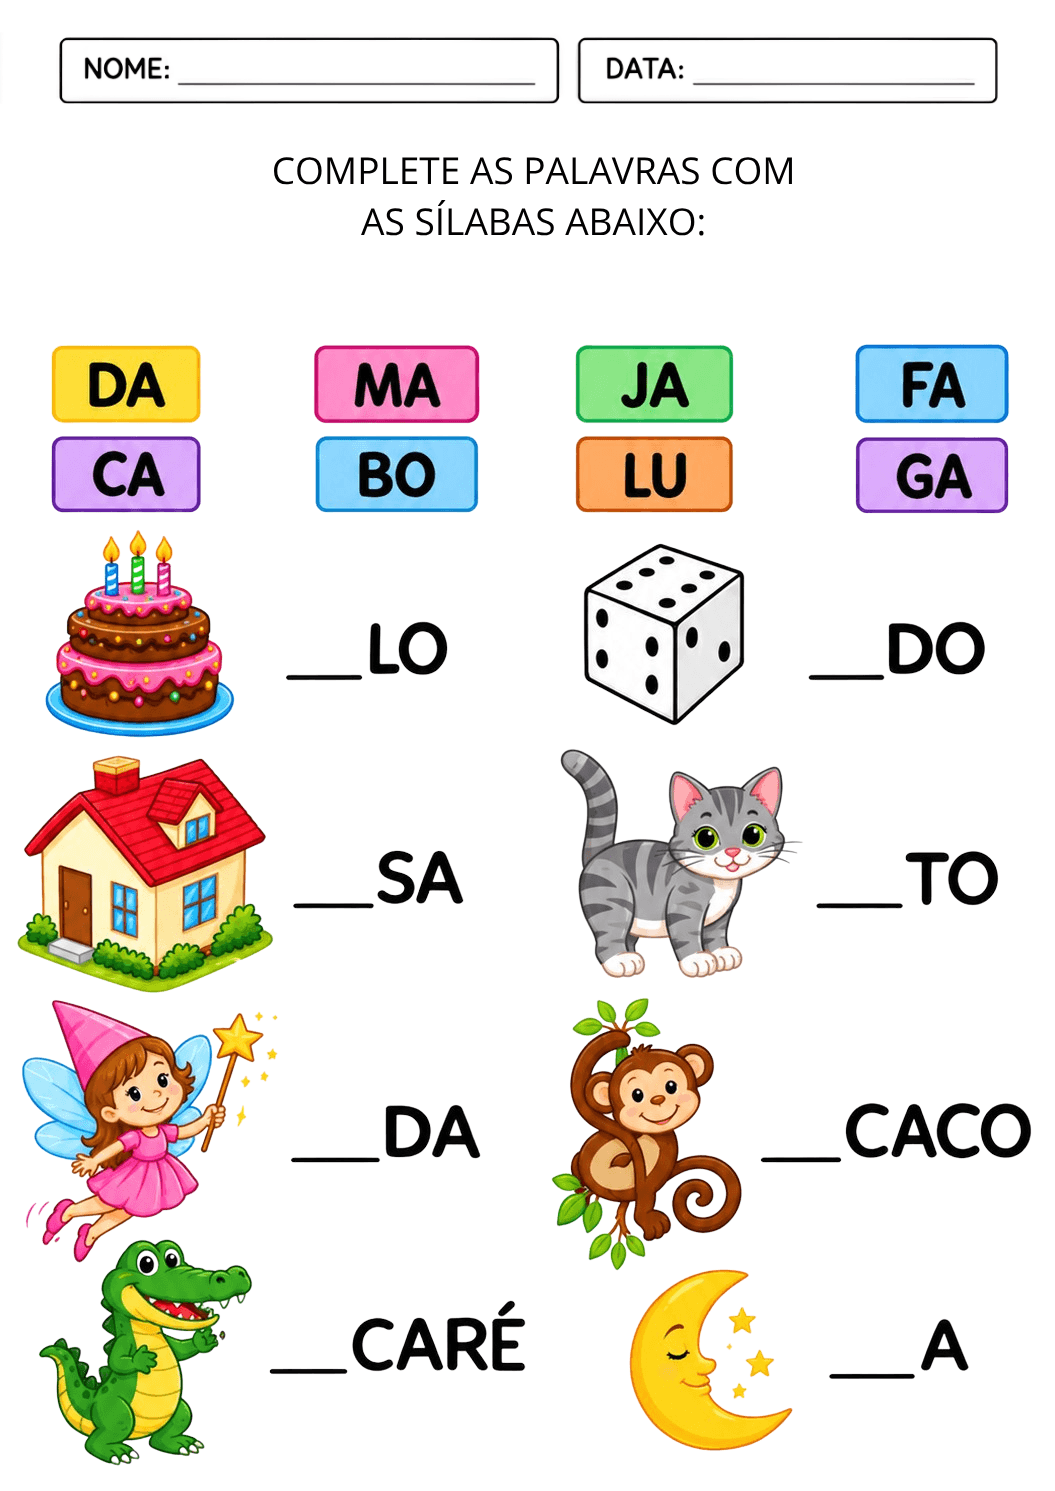 NOME: DATA:
COMPLETE AS PALAVRAS COM
AS SÍLABAS ABAIXO:
DA MA JA FA
CA BO LU GA
__LO __DO
__SA __TO
__DA __CACO
__CARÉ __A